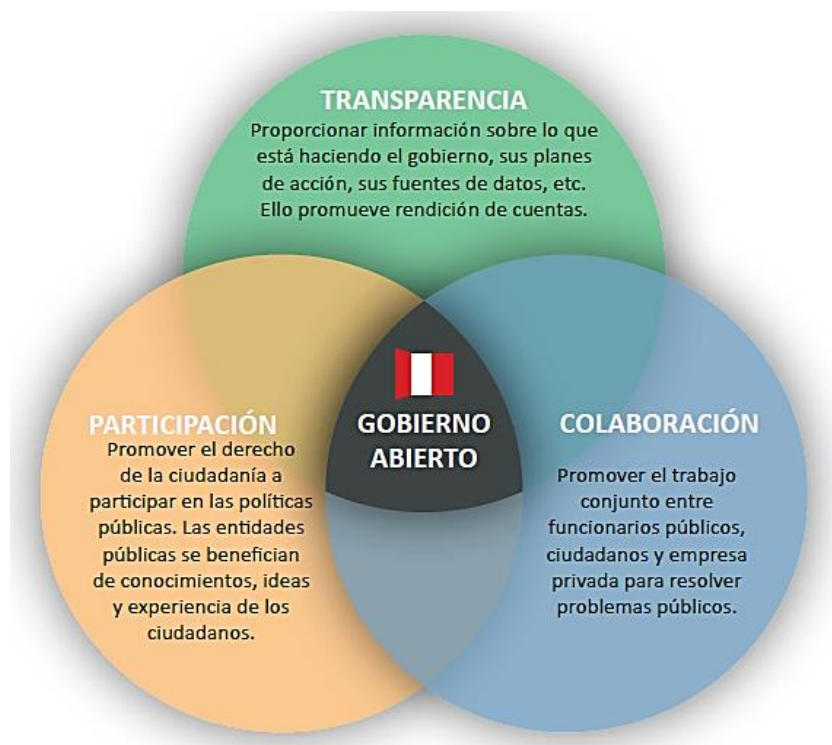 TRANSPARENCIA
Proporcionar información sobre lo que
está haciendo el gobierno, sus planes
de acción, sus fuentes de datos, etc.
Ello promueve rendición de cuentas.
PARTICIPACIÓN
Promover el derecho
de la ciudadanía a
participar en las políticas
públicas. Las entidades
públicas se benefician
de conocimientos, ideas
y experiencia de los
ciudadanos.
GOBIERNO
ABIERTO
COLABORACIÓN
Promover el trabajo
conjunto entre
funcionarios públicos,
ciudadanos y empresa
privada para resolver
problemas públicos.